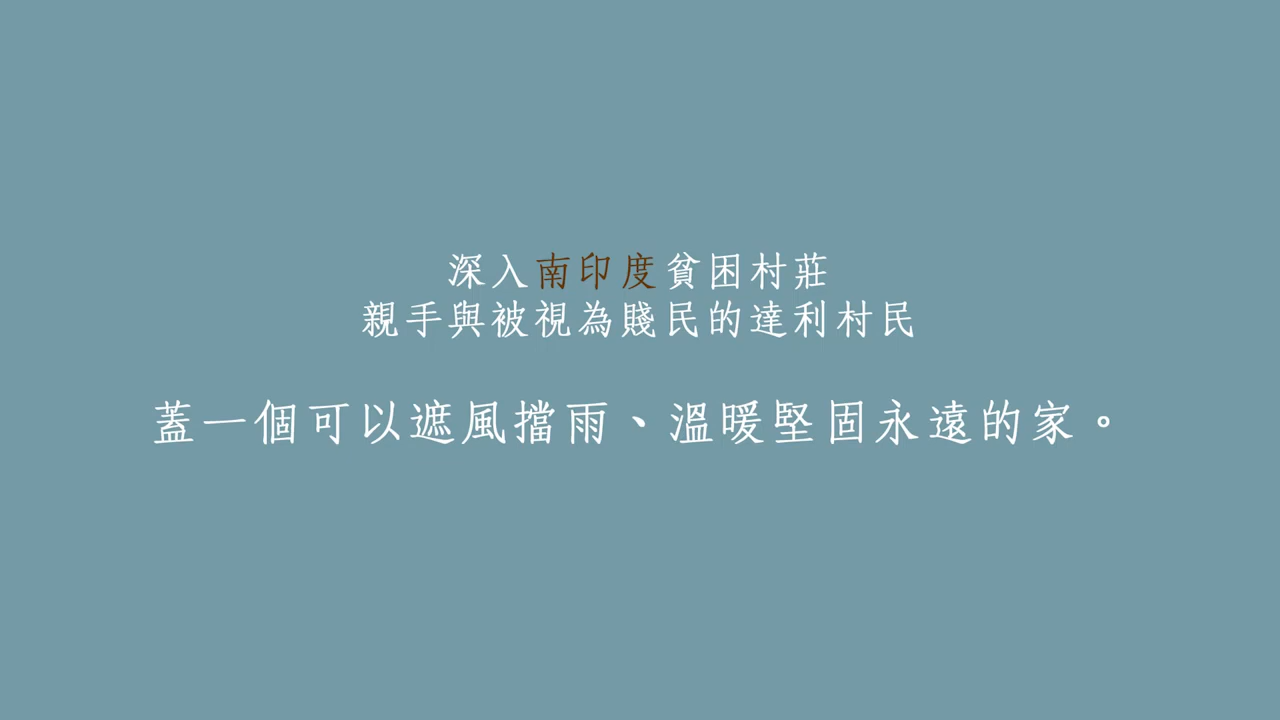 深入南印度貧困村莊
親手與被視為賤民的達利村民
蓋一個可以遮風擋雨、溫暖堅固永遠的家。